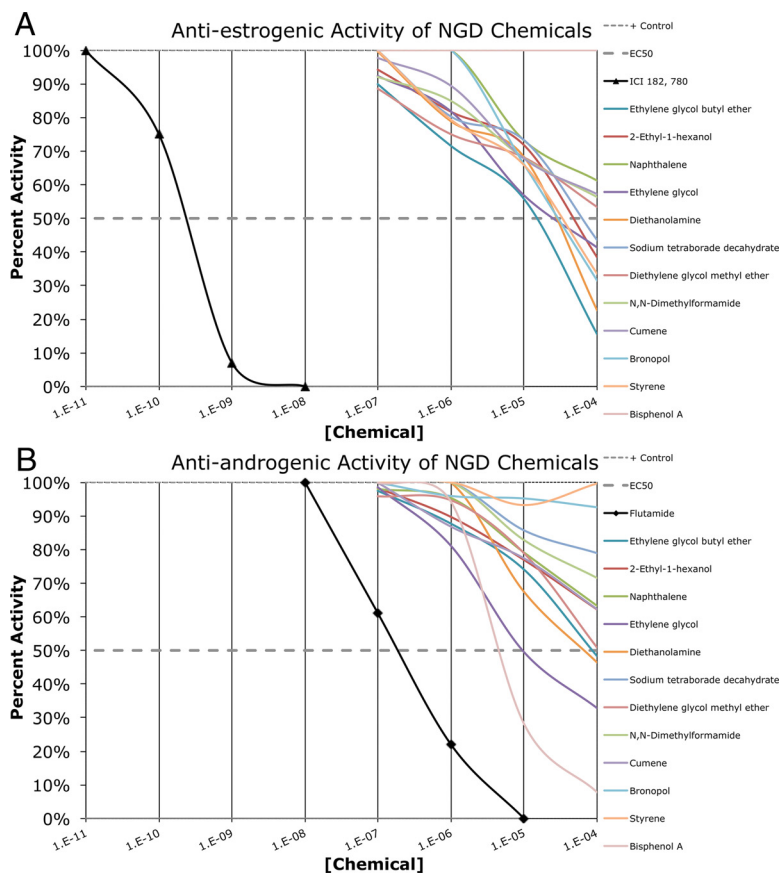 A
Anti-estrogenic Activity of NGD Chemicals
Percent Activity
100%
90%
80%
70%
60%
50%
40%
30%
20%
10%
0%
1.E-11
1.E-10
1.E-09
1.E-08
1.E-07
1.E-06
1.E-05
1.E-04
[Chemical]
+ Control
EC50
ICI 182, 780
Ethylene glycol butyl ether
2-Ethyl-1-hexanol
Naphthalene
Ethylene glycol
Diethanolamine
Sodium tetraborade decahydrate
Diethylene glycol methyl ether
N,N-Dimethylformamide
Cumene
Bronopol
Styrene
Bisphenol A
B
Anti-androgenic Activity of NGD Chemicals
Percent Activity
100%
90%
80%
70%
60%
50%
40%
30%
20%
10%
0%
1.E-11
1.E-10
1.E-09
1.E-08
1.E-07
1.E-06
1.E-05
1.E-04
[Chemical]
+ Control
EC50
Flutamide
Ethylene glycol butyl ether
2-Ethyl-1-hexanol
Naphthalene
Ethylene glycol
Diethanolamine
Sodium tetraborade decahydrate
Diethylene glycol methyl ether
N,N-Dimethylformamide
Cumene
Bronopol
Styrene
Bisphenol A